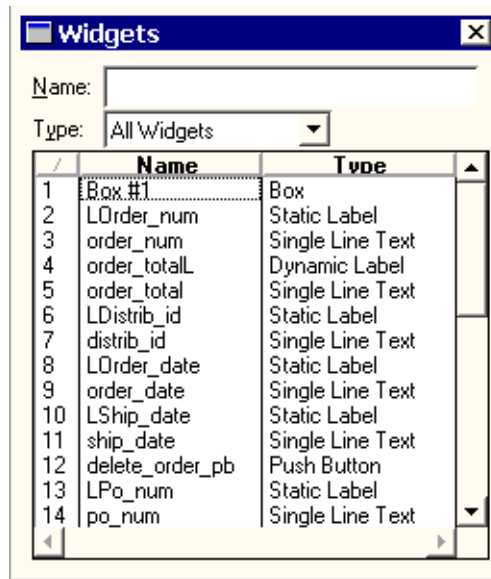 Widgets
Name:
Type: All Widgets
/ Name Type
1 Box #1 Box
2 LOrder_num Static Label
3 order_num Single Line Text
4 order_totalL Dynamic Label
5 order_total Single Line Text
6 LDistrib_id Static Label
7 distrib_id Single Line Text
8 LOrder_date Static Label
9 order_date Single Line Text
10 LShip_date Static Label
11 ship_date Single Line Text
12 delete_order_pb Push Button
13 LPo_num Static Label
14 po_num Single Line Text